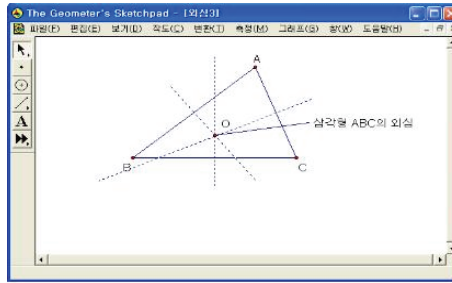 The Geometer's Sketchpad - [외심3]
파일(F) 편집(E) 보기(D) 작도(C) 변환(T) 측정(M) 그래프(G) 창(W) 도움말(H)
A
O
삼각형 ABC의 외심
B
C
A